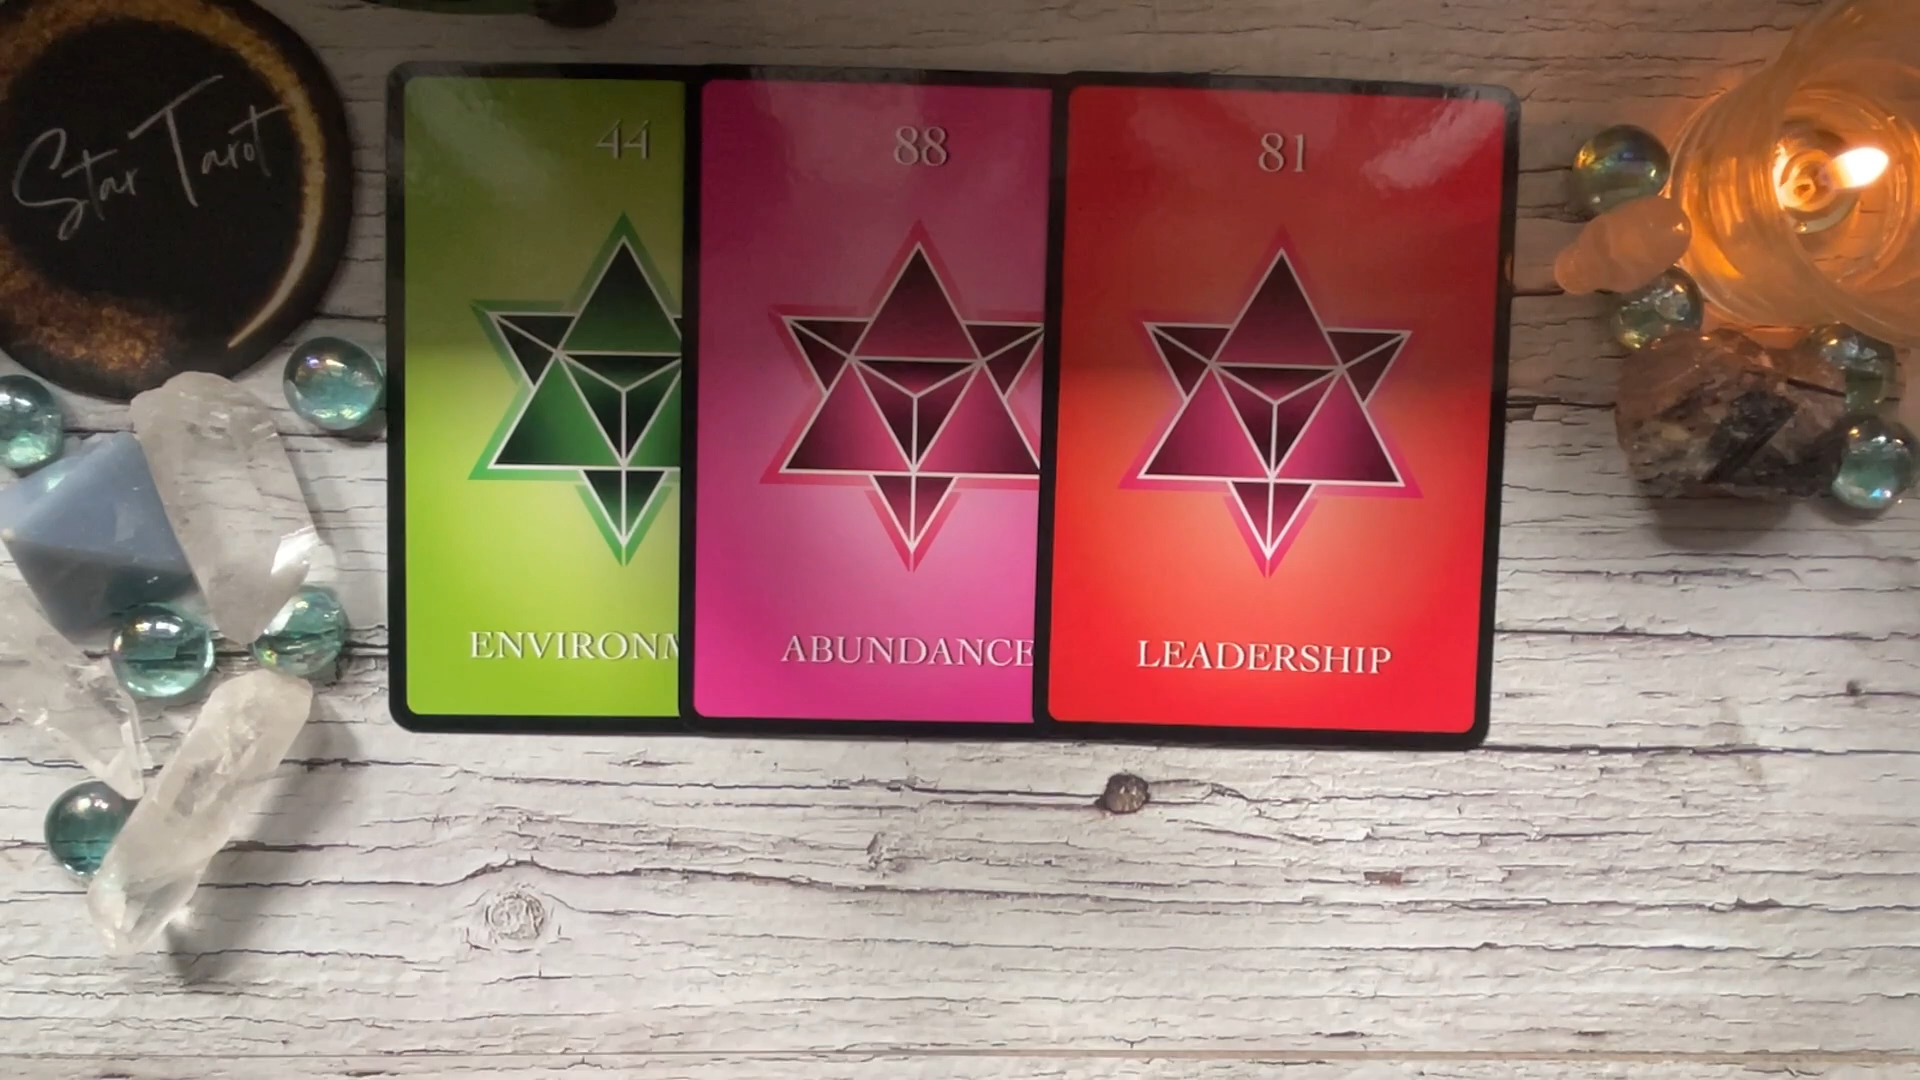 Star Tarot
44
88
81
ENVIRONM
ABUNDANCE
LEADERSHIP